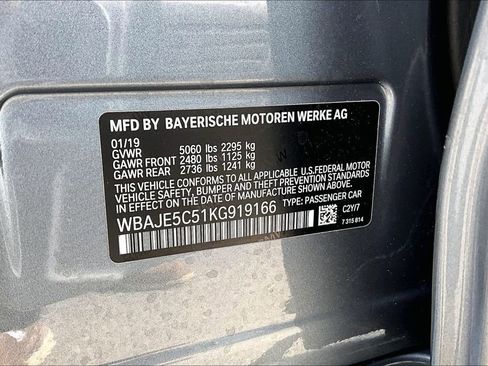 MFD BY BAYERISCHE MOTOREN WERKE AG
01/19
GVWR 5060 lbs 2295 kg
GAWR FRONT 2480 lbs 1125 kg
GAWR REAR 2736 lbs 1241 kg
THIS VEHICLE CONFORMS TO ALL APPLICABLE U.S.FEDERAL MOTOR
VEHICLE SAFETY, BUMPER, AND THEFT PREVENTION STANDARDS
IN EFFECT ON THE DATE OF MANUFACTURE SHOWN ABOVE.
WBAJE5C51KG919166 TYPE: PASSENGER CAR
C2Y/7
7 315 814